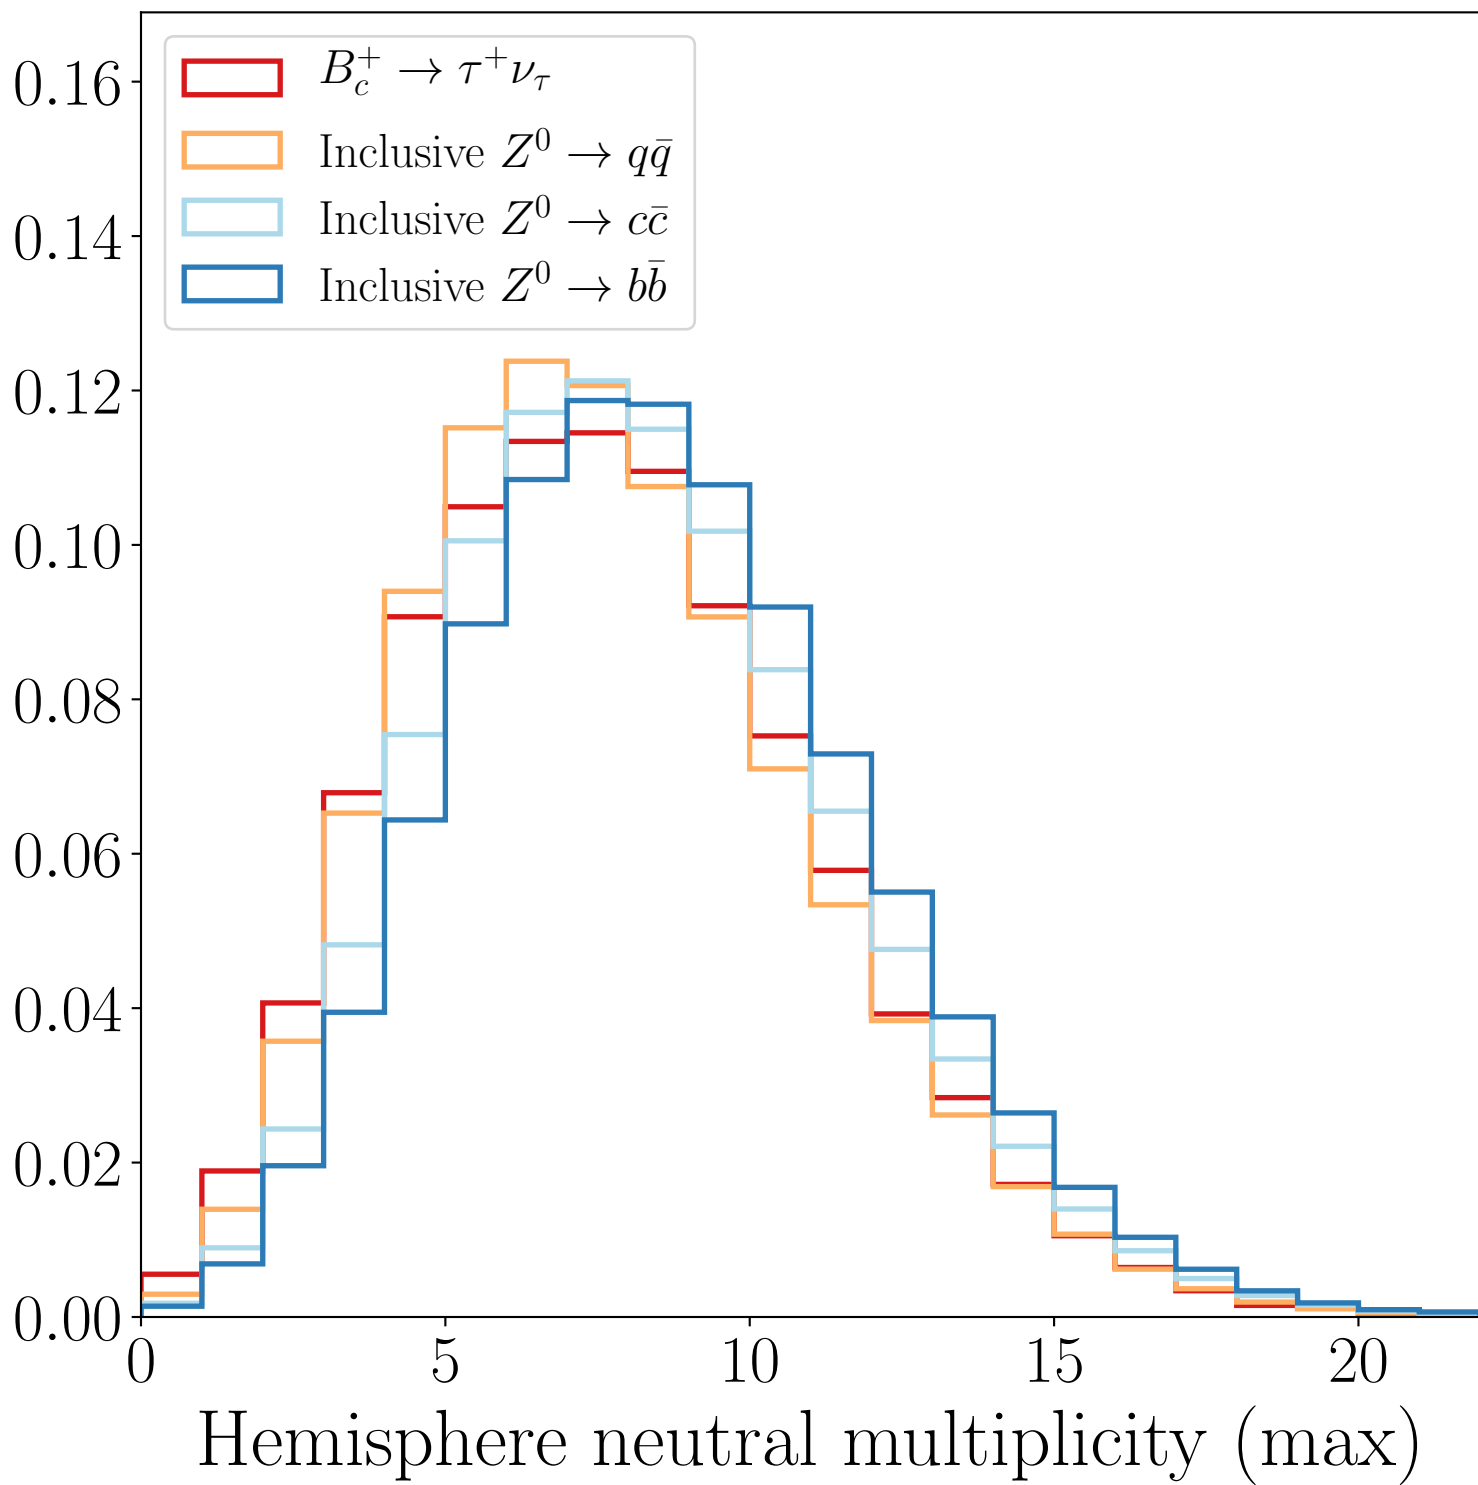 B_c^+ → τ^+ν_τ
Inclusive Z^0 → qq̄
Inclusive Z^0 → cc̄
Inclusive Z^0 → bb̄
0.16
0.14
0.12
0.10
0.08
0.06
0.04
0.02
0.00
0 5 10 15 20
Hemisphere neutral multiplicity (max)